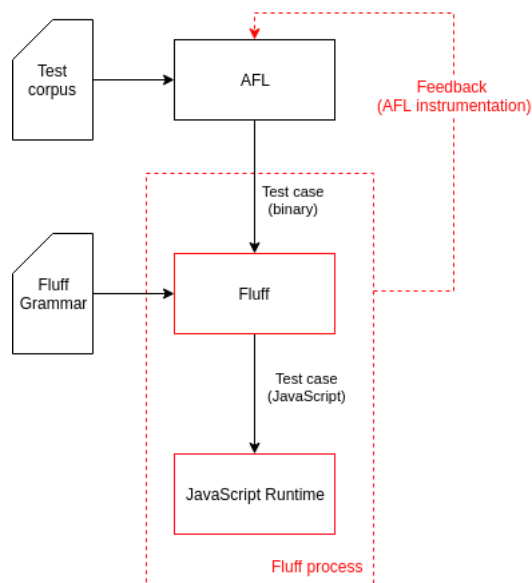 Test
corpus
AFL
Feedback
(AFL instrumentation)
Test case
(binary)
Fluff
Grammar
Fluff
Test case
(JavaScript)
JavaScript Runtime
Fluff process